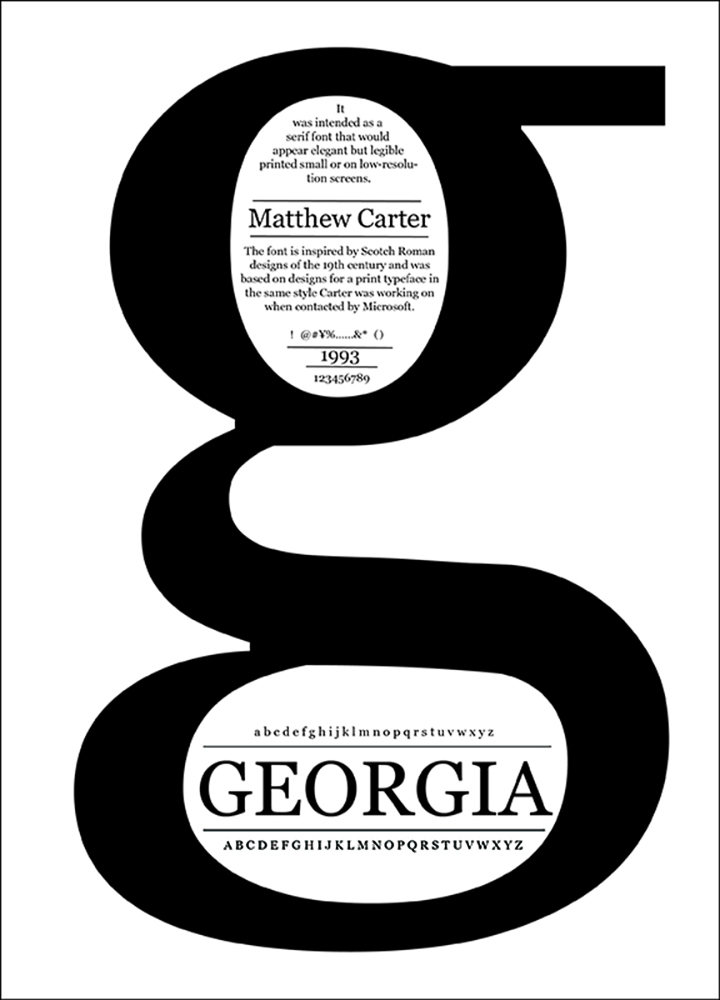 It
was intended as a
serif font that would
appear elegant but legible
printed small or on low-resolu-
tion screens.
Matthew Carter
The font is inspired by Scotch Roman
designs of the 19th century and was
based on designs for a print typeface in
the same style Carter was working on
when contacted by Microsoft.
! @#¥%......&* ()
1993
123456789
abcdefghijklmnopqrstuvwxyz
GEORGIA
ABCDEFGHIJKLMNOPQRSTUVWXYZ